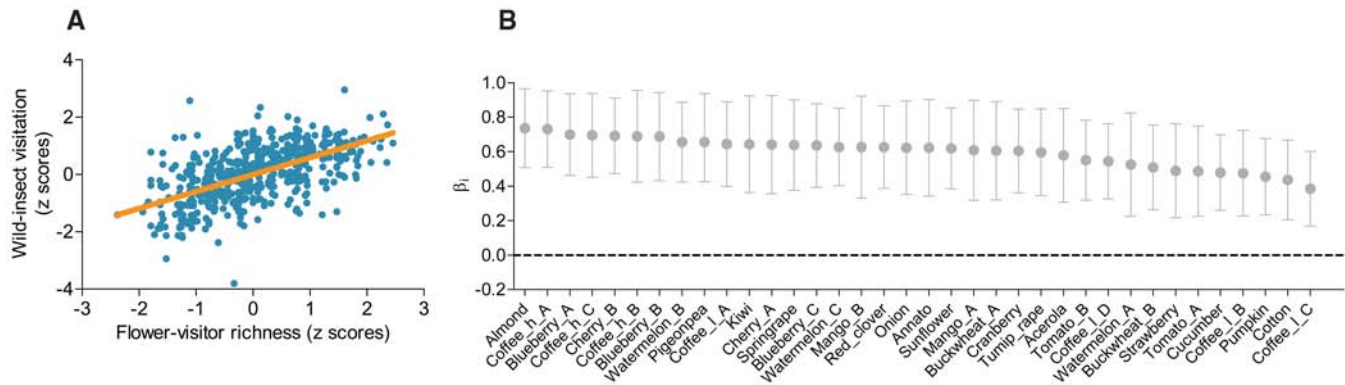 A
B
Wild-insect visitation
(z scores)
4
2
0
-2
-4
-3
-2
-1
0
1
2
3
Flower-visitor richness (z scores)
βi
1.0
0.8
0.6
0.4
0.2
0.0
-0.2
Almond
Coffee_h_A
Blueberry_A
Coffee_h_C
Cherry_B
Coffee_h_B
Blueberry_B
Watermelon_B
Pigeonpea
Coffee_l_A
Kiwi
Cherry_A
Springrape
Blueberry_C
Watermelon_C
Mango_B
Red_clover
Onion
Annato
Sunflower
Mango_A
Buckwheat_A
Cranberry
Turnip_rape
Acerola
Tomato_B
Coffee_l_D
Watermelon_A
Buckwheat_B
Strawberry
Tomato_A
Cucumber
Coffee_l_B
Pumpkin
Cotton
Coffee_l_C